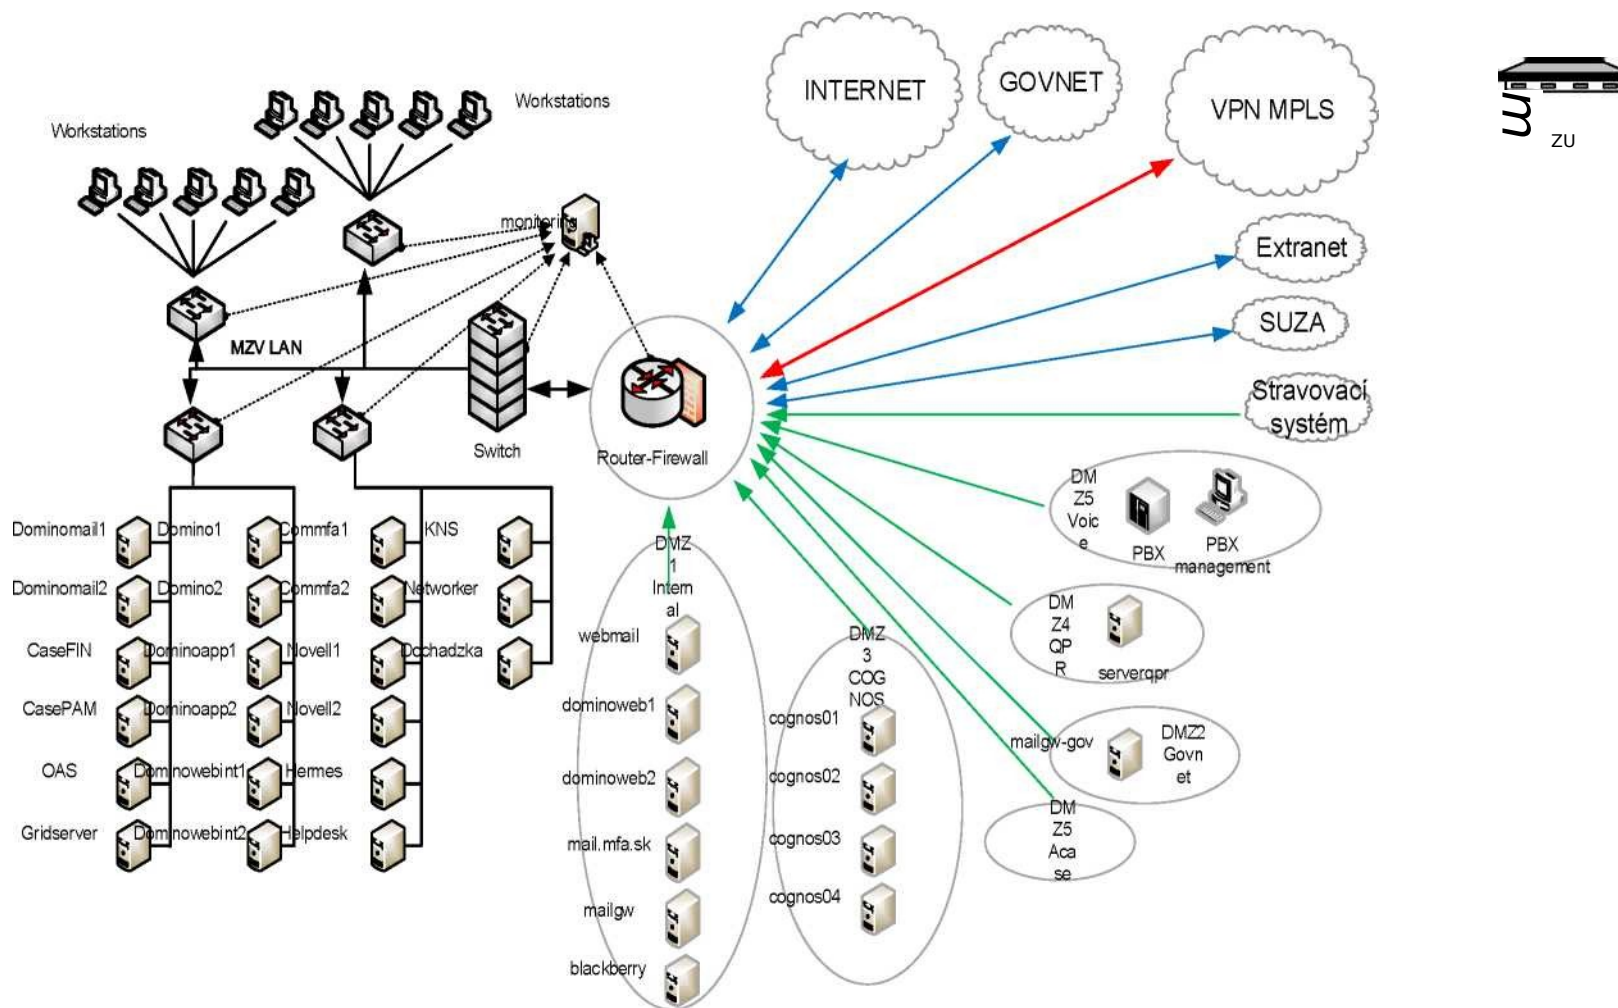 INTERNET
GOVNET
VPN MPLS
ZU
Workstations
Workstations
monitoring
Extranet
SUZA
MZV LAN
Stravovací
systém
Switch
Router-Firewall
DM
Z5
Voic
e
PBX
PBX
management
Dominomail1
Domino1
Commfa1
KNS
DMZ
1
Intern
al
Dominomail2
Domino2
Commfa2
Networker
DM
Z4
QP
R
serverqpr
webmail
DMZ
3
COG
NOS
CaseFIN
Dominoapp1
Novell1
Dochadzka
CasePAM
Dominoapp2
Novell2
dominoweb1
cognos01
mailgw-gov
DMZ2
Govn
et
OAS
Dominowebint1
Hermes
dominoweb2
cognos02
Gridserver
Dominowebint2
Helpdesk
mail.mfa.sk
cognos03
DM
Z5
Aca
se
mailgw
cognos04
blackberry